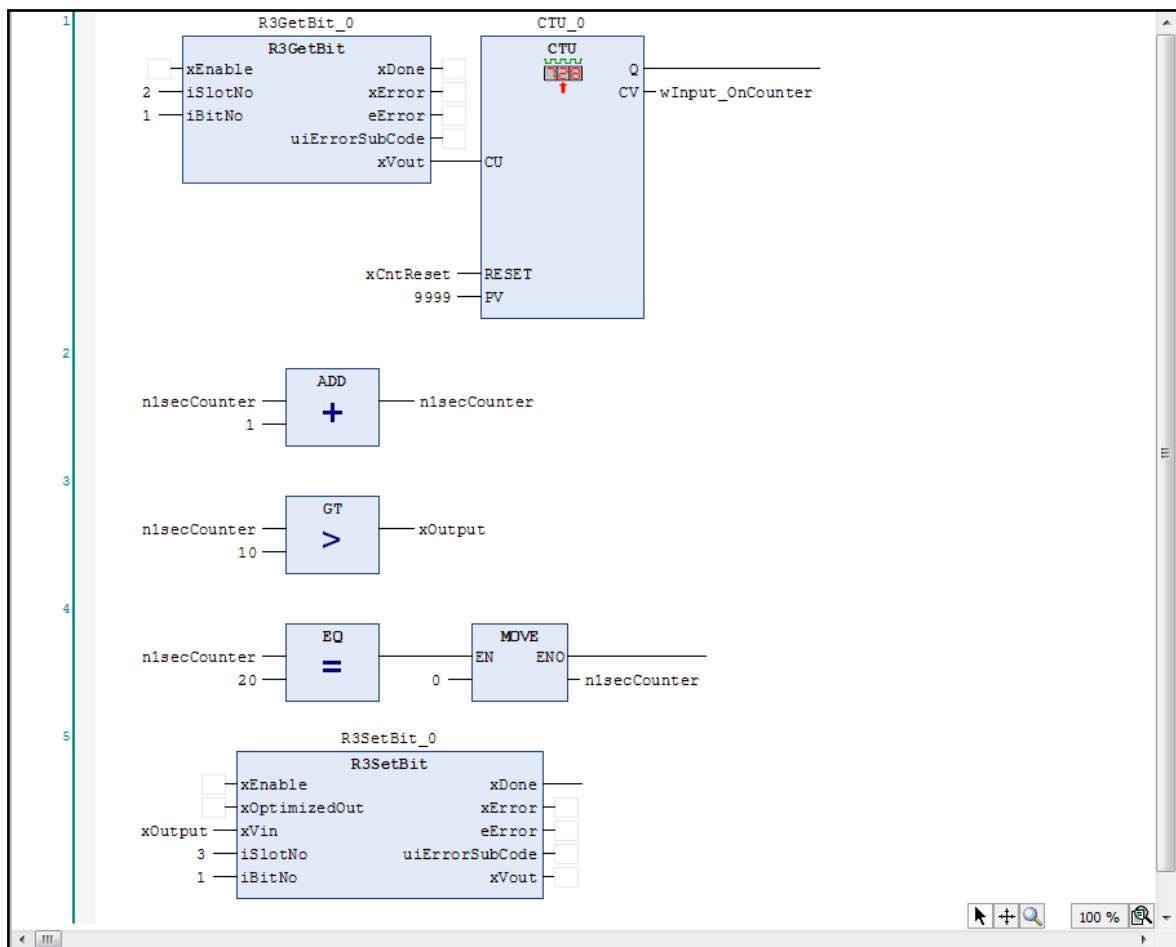 1
R3GetBit_0
CTU_0
R3GetBit
CTU
728
xEnable xDone
Q
2 iSlotNo xError
CV wInput_OnCounter
1 iBitNo eError
uiErrorSubCode
xVout CU
xCntReset RESET
9999 PV
2
ADD
n1secCounter + n1secCounter
1
3
GT
n1secCounter > xOutput
10
4
EQ MOVE
n1secCounter = EN ENO
20 0 n1secCounter
5
R3SetBit_0
R3SetBit
xEnable xDone
xOptimizedOut xError
xOutput xVin eError
3 iSlotNo uiErrorSubCode
1 iBitNo xVout
100 %